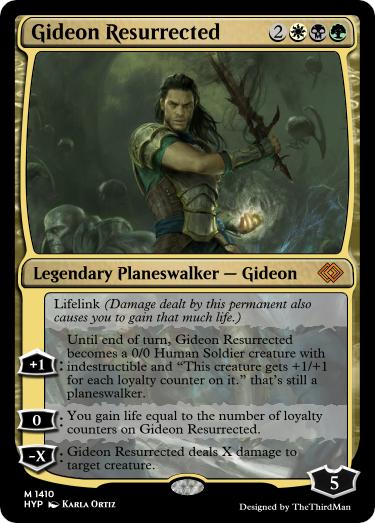 Gideon Resurrected 2
Legendary Planeswalker — Gideon
Lifelink (Damage dealt by this permanent also
causes you to gain that much life.)
+1 Until end of turn, Gideon Resurrected
becomes a 0/0 Human Soldier creature with
indestructible and “This creature gets +1/+1
for each loyalty counter on it.” that's still a
planeswalker.
0 You gain life equal to the number of loyalty
counters on Gideon Resurrected.
-X Gideon Resurrected deals X damage to
target creature.
5
M 1410
HYP Karla Ortiz
Designed by TheThirdMan